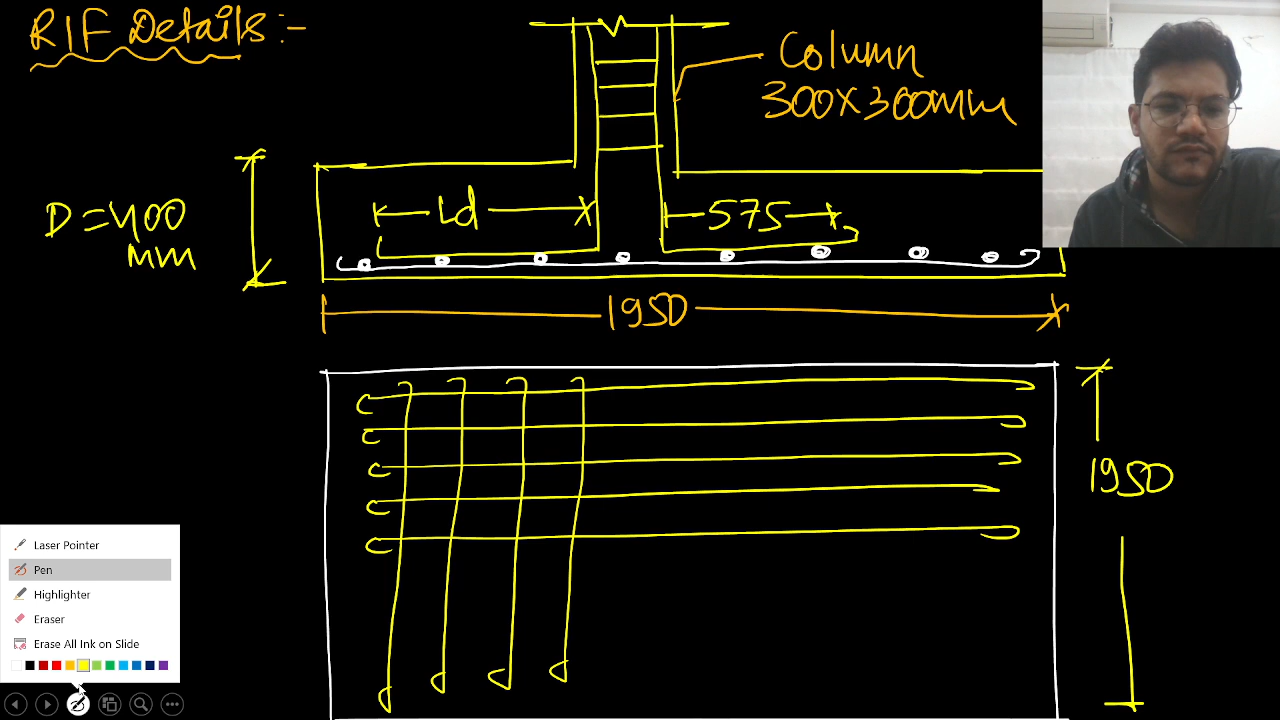 R/F Details:-
Column
300X300mm
D=400
mm
Ld
575
1950
1950
Laser Pointer
Pen
Highlighter
Eraser
Erase All Ink on Slide